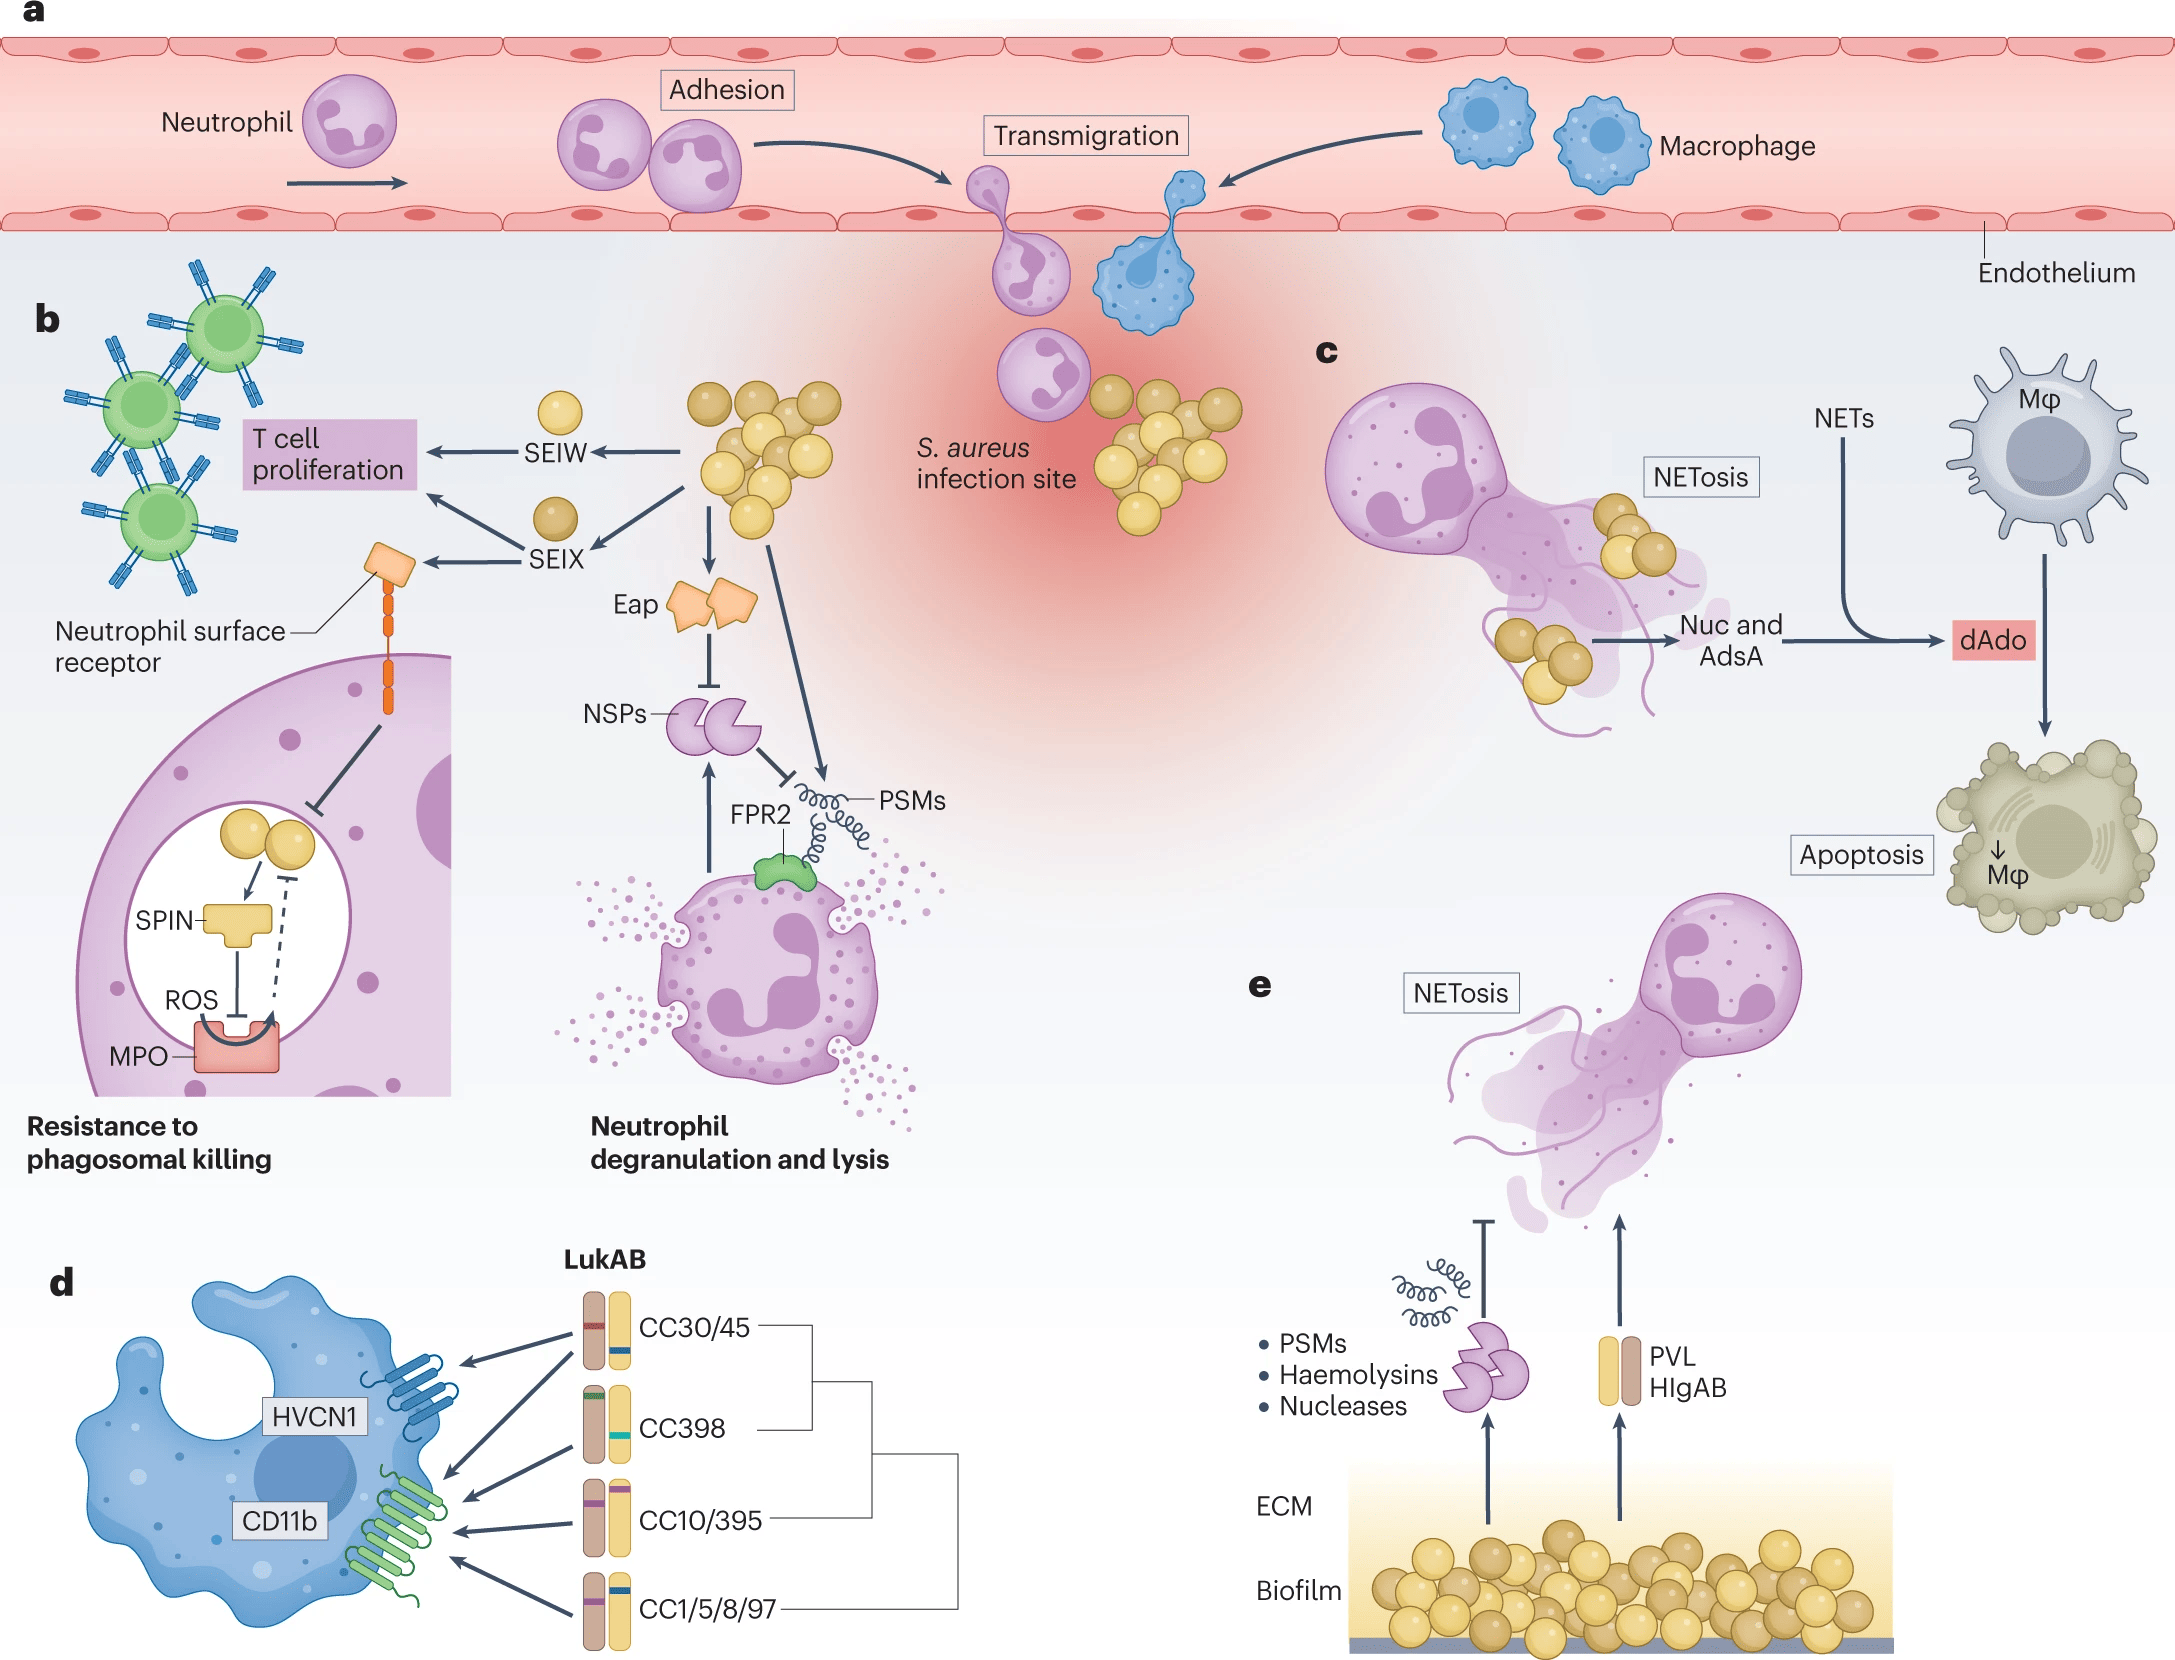 a
Neutrophil
Adhesion
Transmigration
Macrophage
Endothelium
b
T cell
proliferation
SEIW
SEIX
Neutrophil surface
receptor
SPIN
ROS
MPO
Resistance to
phagosomal killing
Eap
NSPs
FPR2
PSMs
Neutrophil
degranulation and lysis
S. aureus
infection site
c
NETosis
NETs
Mφ
Nuc and
AdsA
dAdo
Apoptosis
↓
Mφ
d
LukAB
HVCN1
CD11b
CC30/45
CC398
CC10/395
CC1/5/8/97
e
NETosis
• PSMs
• Haemolysins
• Nucleases
PVL
HIgAB
ECM
Biofilm